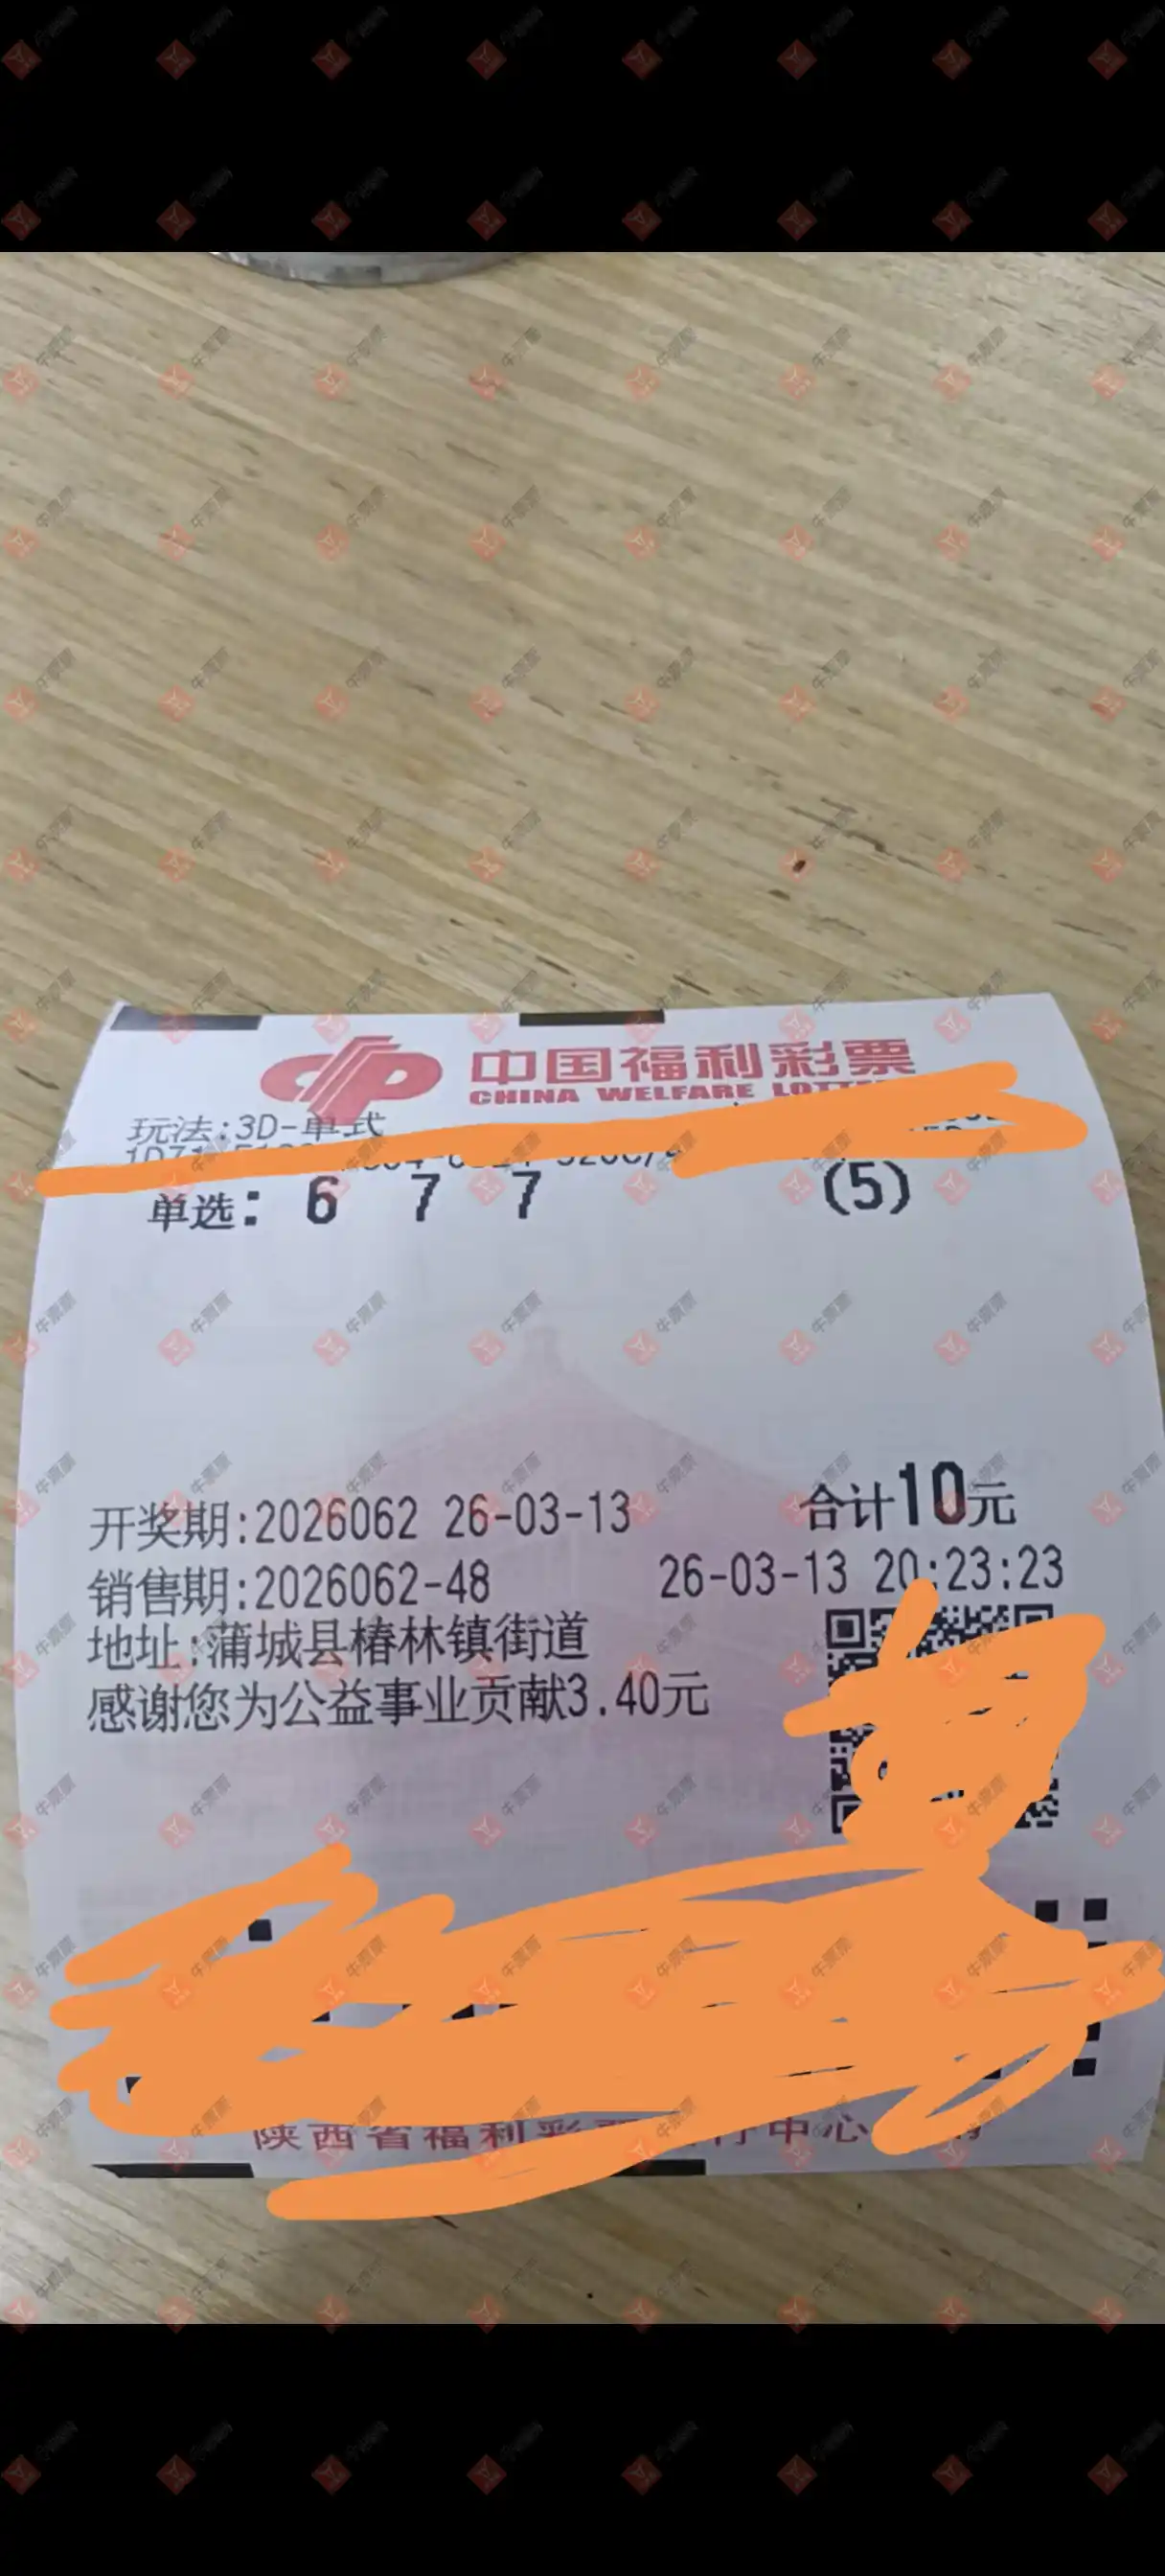 中国福利彩票
CHINA WELFARE
玩法:3D-单式
单选: 6 7 7 (5)
合计10元
开奖期:2026062 26-03-13
销售期:2026062-48 26-03-13 20:23:23
地址:蒲城县椿林镇街道
感谢您为公益事业贡献3.40元
陕西省福利彩 行中心